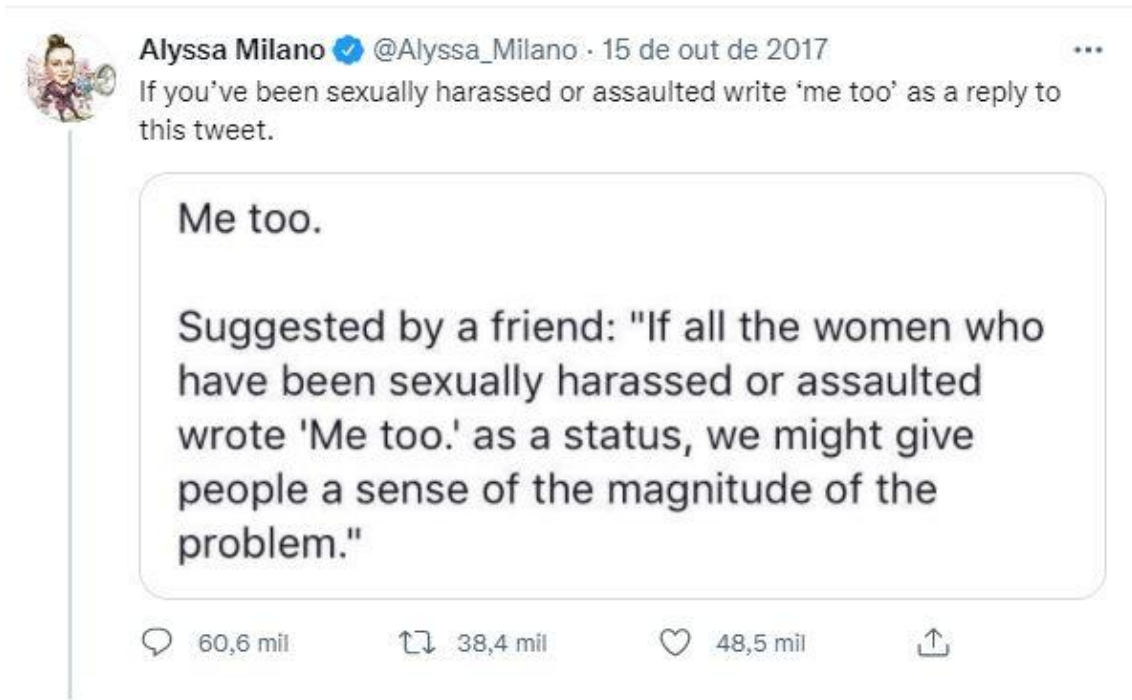 Alyssa Milano @Alyssa_Milano · 15 de out de 2017
If you’ve been sexually harassed or assaulted write ‘me too’ as a reply to
this tweet.
Me too.
Suggested by a friend: "If all the women who
have been sexually harassed or assaulted
wrote 'Me too.' as a status, we might give
people a sense of the magnitude of the
problem."
60,6 mil 38,4 mil 48,5 mil